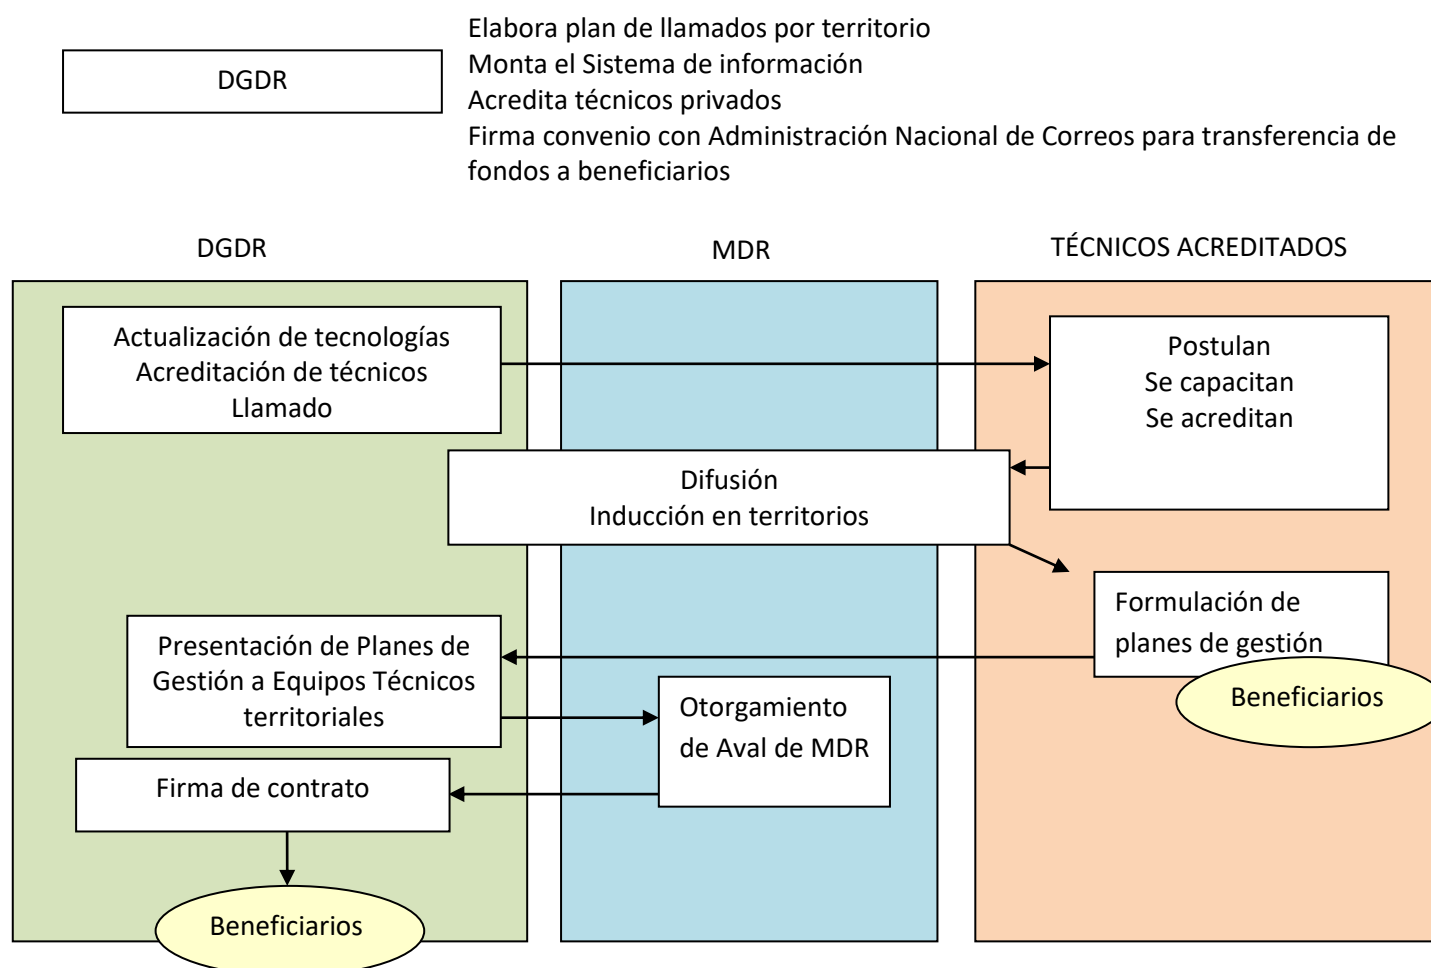 Elabora plan de llamados por territorio
DGDR
Monta el Sistema de información
Acredita técnicos privados
Firma convenio con Administración Nacional de Correos para transferencia de
fondos a beneficiarios
DGDR
MDR
TÉCNICOS ACREDITADOS
Actualización de tecnologías
Acreditación de técnicos
Llamado
Postulan
Se capacitan
Se acreditan
Difusión
Inducción en territorios
Formulación de
planes de gestión
Beneficiarios
Presentación de Planes de
Gestión a Equipos Técnicos
territoriales
Otorgamiento
de Aval de MDR
Firma de contrato
Beneficiarios